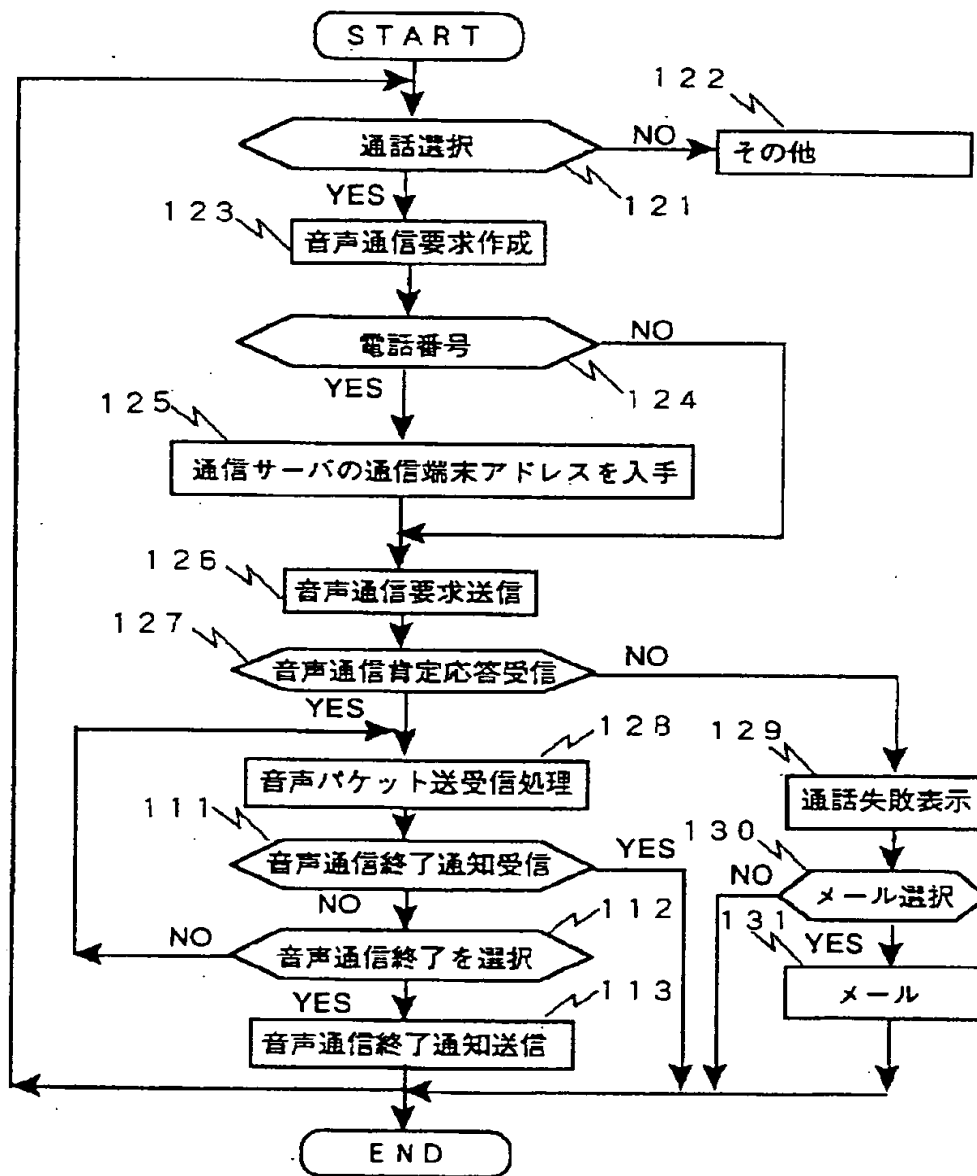 START
122
通話選択
NO
その他
121
YES
123
音声通信要求作成
電話番号
NO
124
YES
125
通信サーバの通信端末アドレスを入手
126
音声通信要求送信
127
音声通信肯定応答受信
NO
YES
128
129
音声パケット送受信処理
通話失敗表示
111
130
音声通信終了通知受信
YES
NO
メール選択
NO
112
131
NO
音声通信終了を選択
YES
YES
113
メール
音声通信終了通知送信
END